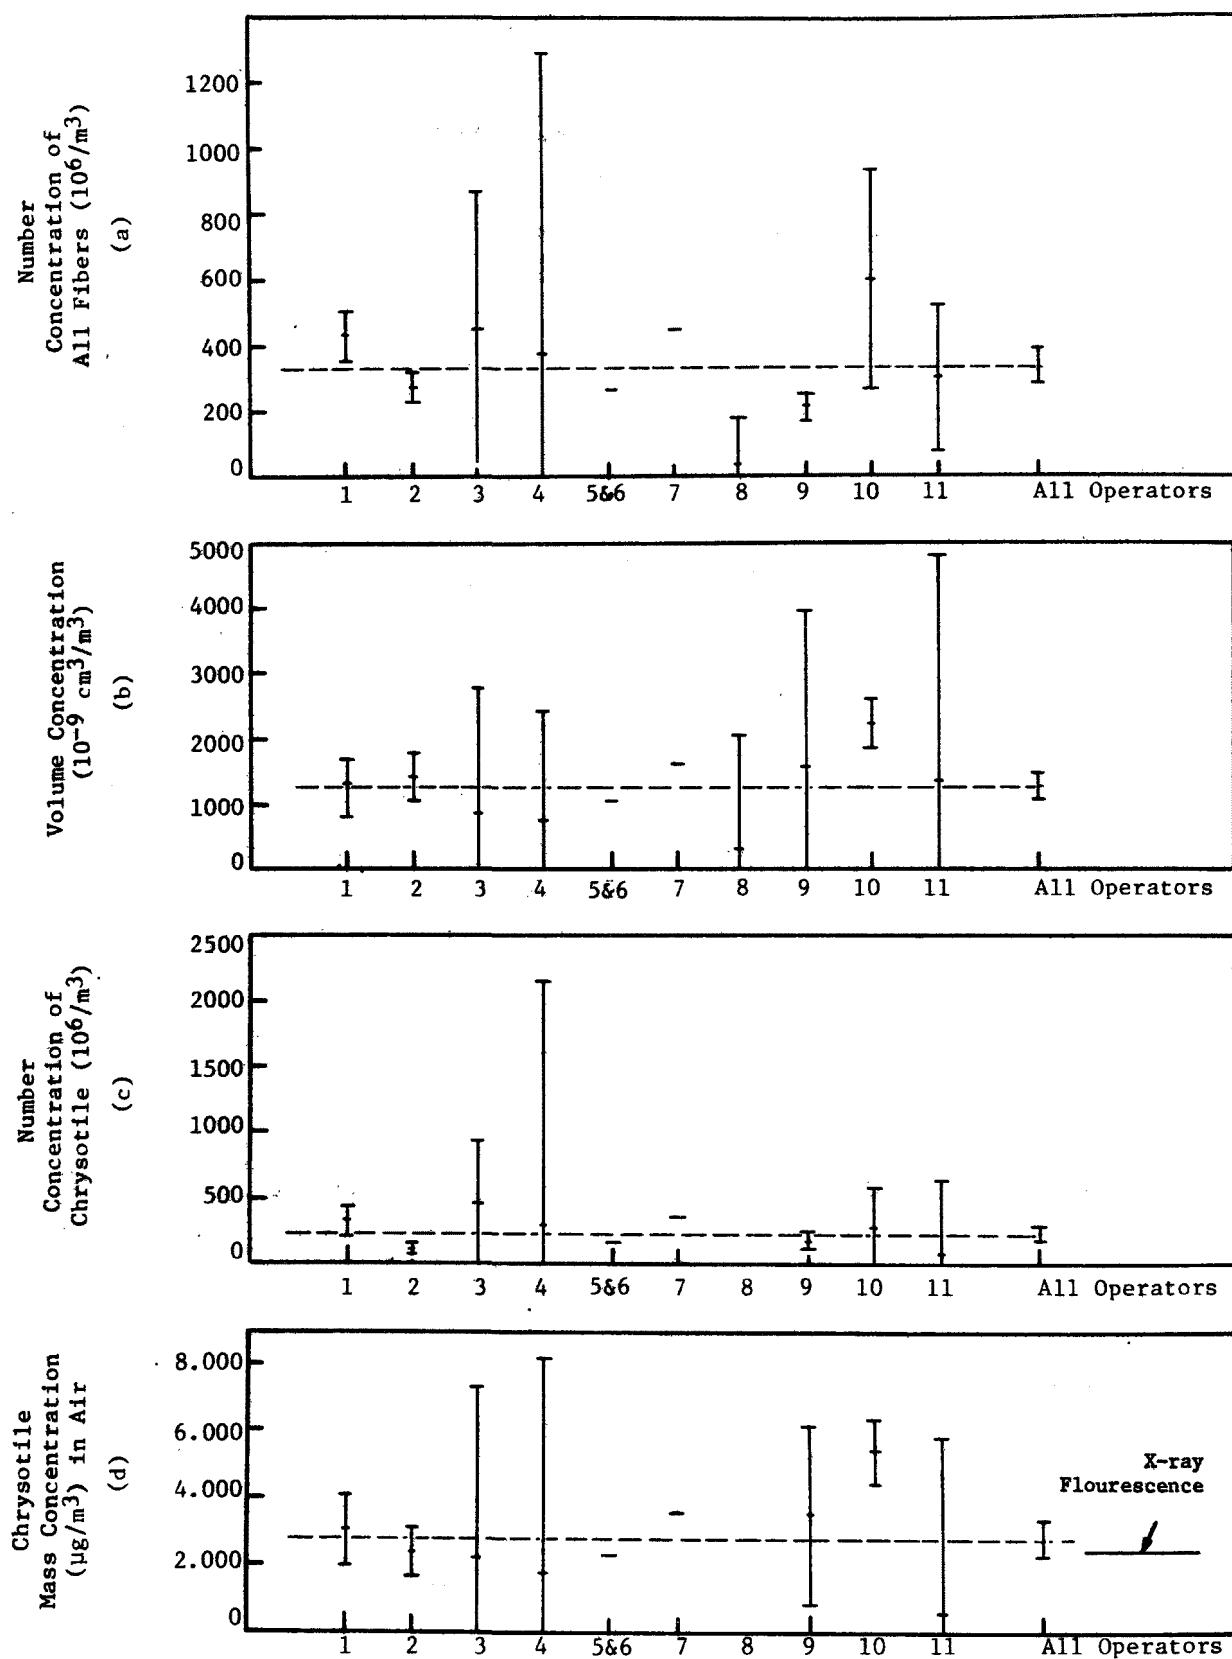 Number
Concentration of
All Fibers (10⁶/m³)
(a)
1200
1000
800
600
400
200
0
1 2 3 4 5&6 7 8 9 10 11 All Operators
Volume Concentration
(10⁻⁹ cm³/m³)
(b)
5000
4000
3000
2000
1000
0
1 2 3 4 5&6 7 8 9 10 11 All Operators
Number
Concentration of
Chrysotile (10⁶/m³)
(c)
2500
2000
1500
1000
500
0
1 2 3 4 5&6 7 8 9 10 11 All Operators
Chrysotile
Mass Concentration
(µg/m³) in Air
(d)
8.000
6.000
4.000
2.000
0
X-ray
Flourescence
1 2 3 4 5&6 7 8 9 10 11 All Operators